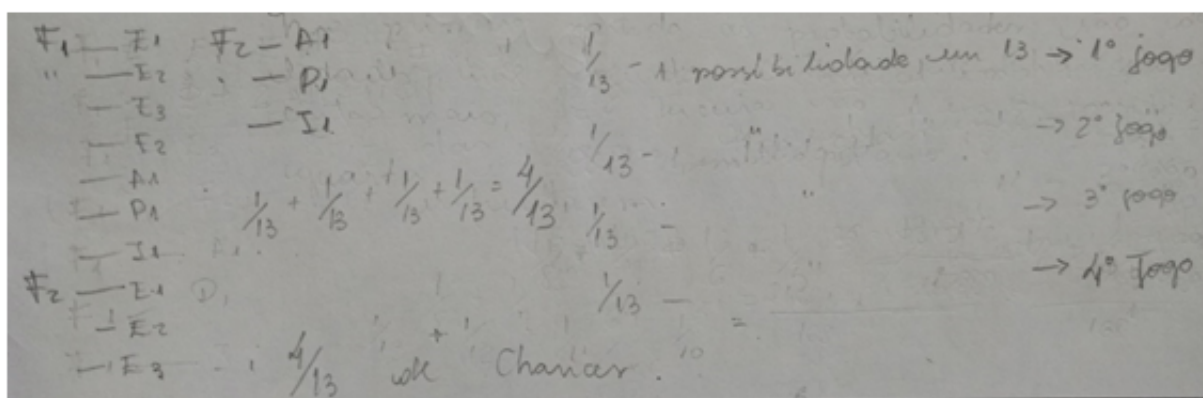 F1 — E1 F2 — A1 1/13 - 1 possibilidade em 13 → 1° jogo
" — E2 " — P1
— E3 — I1
— F2 1/13 - " → 2° jogo
— A1
— P1 1/13 + 1/13 + 1/13 + 1/13 = 4/13 1/13 - " → 3° jogo
— I1
F2 — E1 1/13 — → 4° Jogo
— E2
— E3 4/13 de Chances.